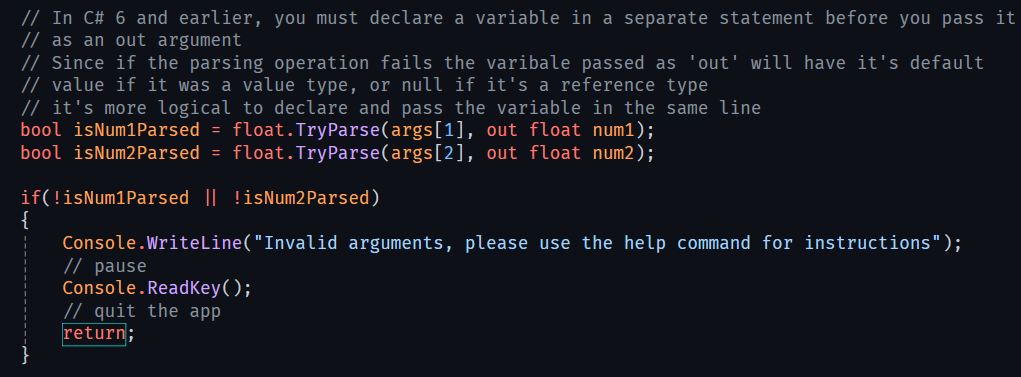 // In C# 6 and earlier, you must declare a variable in a separate statement before you pass it
// as an out argument
// Since if the parsing operation fails the varibale passed as 'out' will have it's default
// value if it was a value type, or null if it's a reference type
// it's more logical to declare and pass the variable in the same line
bool isNum1Parsed = float.TryParse(args[1], out float num1);
bool isNum2Parsed = float.TryParse(args[2], out float num2);
if(!isNum1Parsed || !isNum2Parsed)
{
Console.WriteLine("Invalid arguments, please use the help command for instructions");
// pause
Console.ReadKey();
// quit the app
return;
}